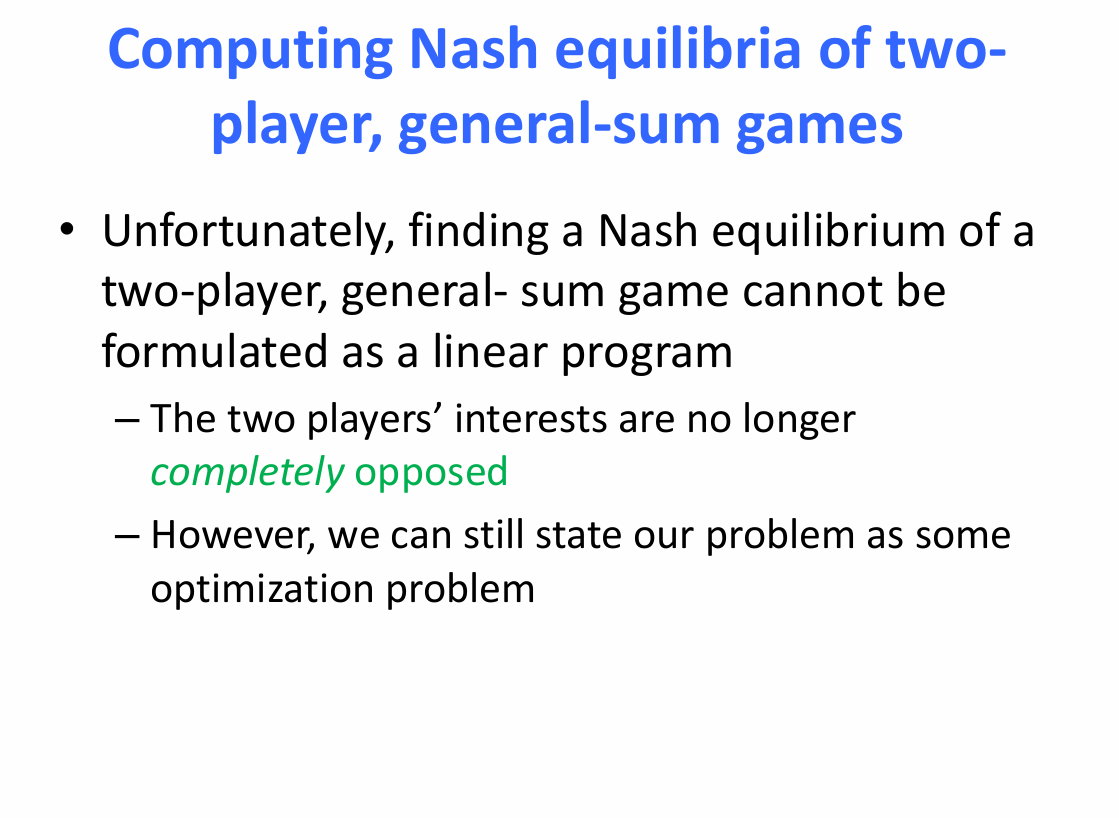 Computing Nash equilibria of two-
player, general-sum games
• Unfortunately, finding a Nash equilibrium of a
two-player, general- sum game cannot be
formulated as a linear program
– The two players’ interests are no longer
completely opposed
– However, we can still state our problem as some
optimization problem